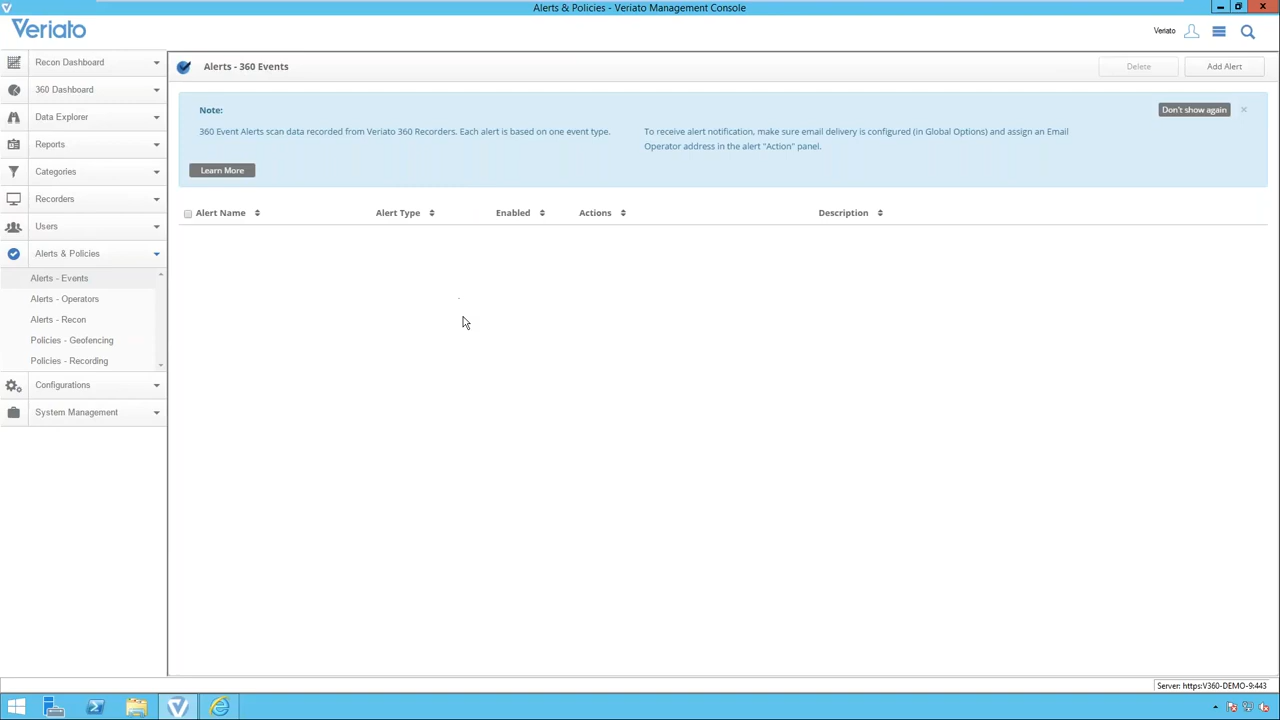 Alerts & Policies - Veriato Management Console
Veriato
Veriato
Recon Dashboard
360 Dashboard
Data Explorer
Reports
Categories
Recorders
Users
Alerts & Policies
Alerts - Events
Alerts - Operators
Alerts - Recon
Policies - Geofencing
Policies - Recording
Configurations
System Management
Alerts - 360 Events
Delete
Add Alert
Note:
Don't show again
360 Event Alerts scan data recorded from Veriato 360 Recorders. Each alert is based on one event type.
To receive alert notification, make sure email delivery is configured (in Global Options) and assign an Email
Operator address in the alert "Action" panel.
Learn More
Alert Name Alert Type Enabled Actions Description
Server: https:V360-DEMO-9:443